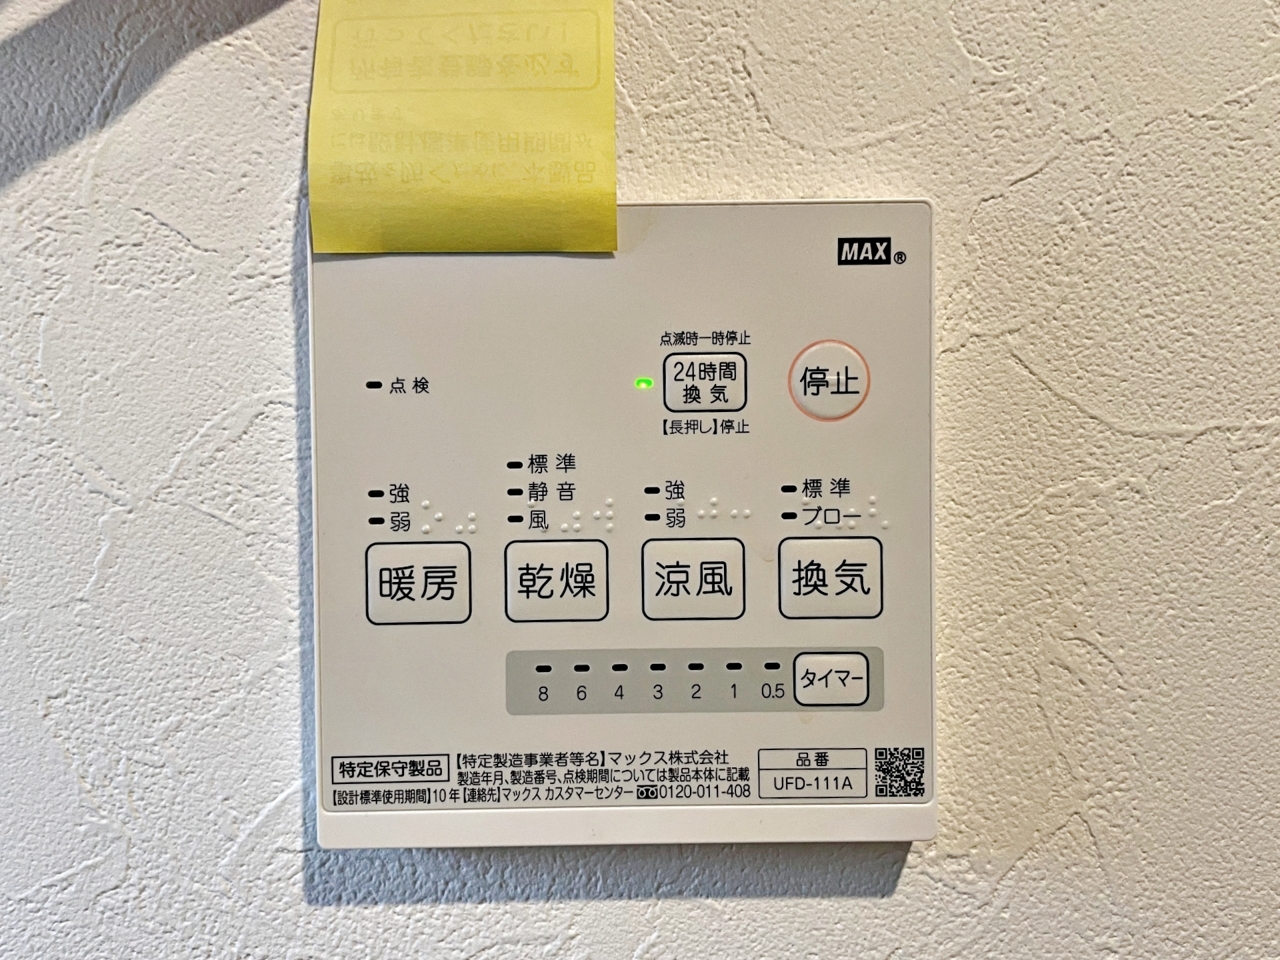 MAX®
点滅時一時停止
点検
24時間
換気
停止
【長押し】停止
強
弱
暖房
標準
静音
風
乾燥
強
弱
涼風
標準
ブロー
換気
8 6 4 3 2 1 0.5
タイマー
特定保守製品
【特定製造事業者等名】マックス株式会社
製造年月、製造番号、点検期間については製品本体に記載
【設計標準使用期間】10年【連絡先】マックス カスタマーセンター 0120-011-408
品番
UFD-111A